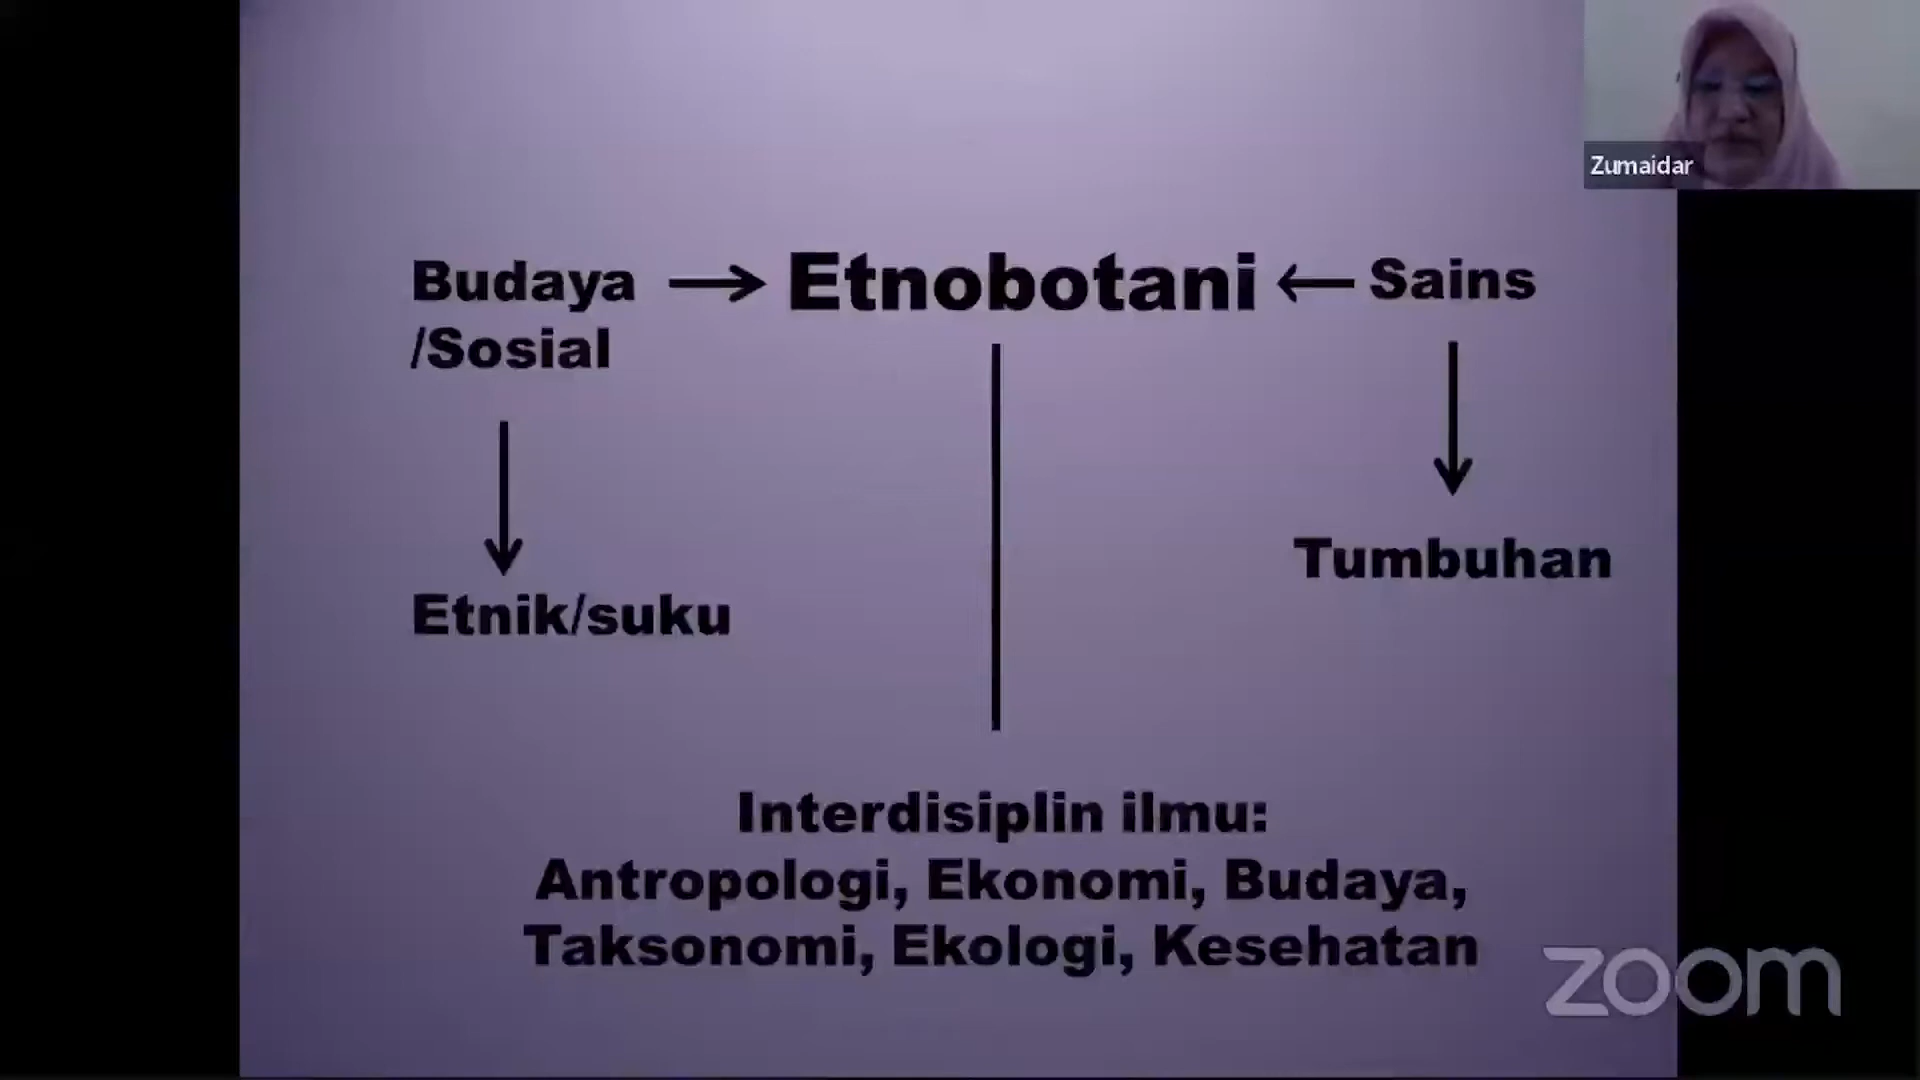 Zumaidar
Budaya
/Sosial
Etnobotani
Sains
Tumbuhan
Etnik/suku
Interdisiplin ilmu:
Antropologi, Ekonomi, Budaya,
Taksonomi, Ekologi, Kesehatan
zoom